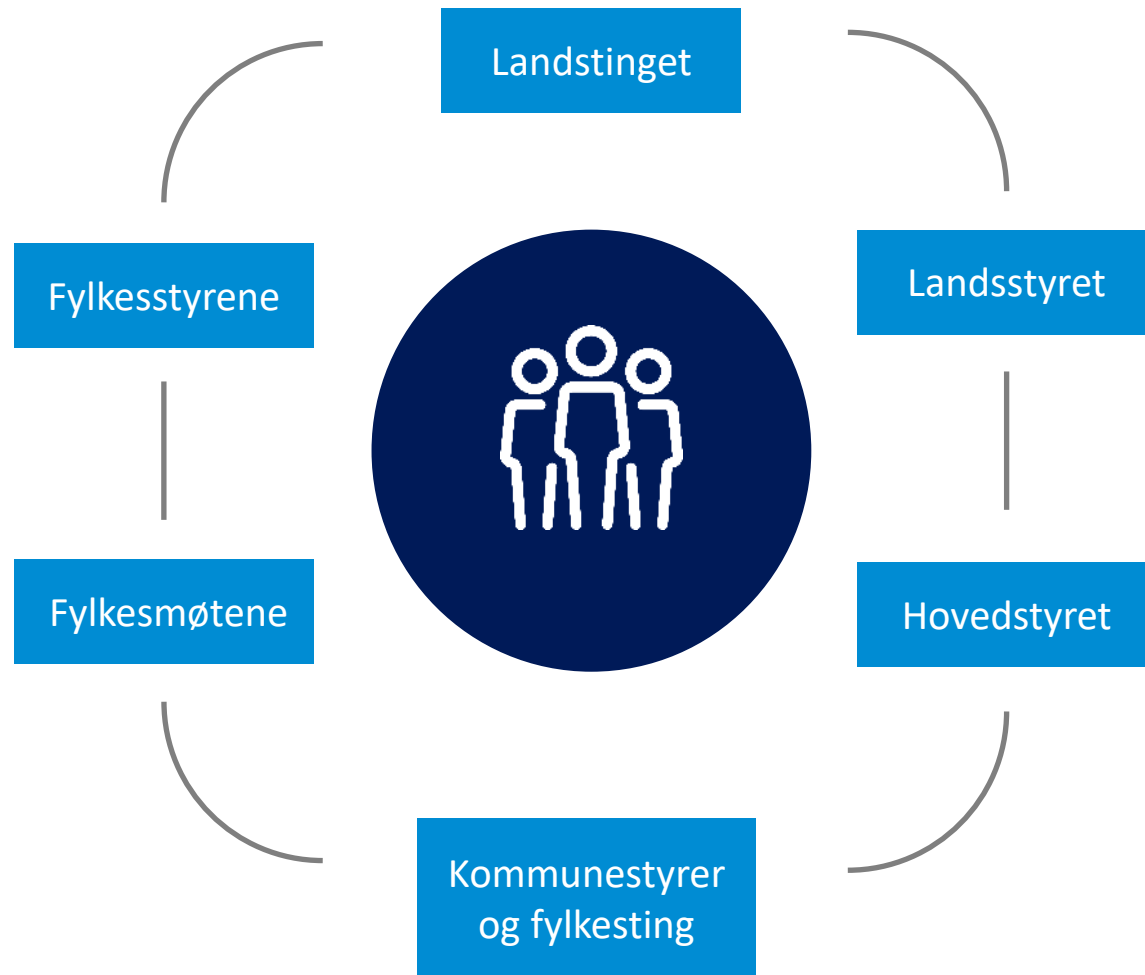 Landstinget
Fylkesstyrene
Landsstyret
Fylkesmøtene
Hovedstyret
Kommunestyrer
og fylkesting